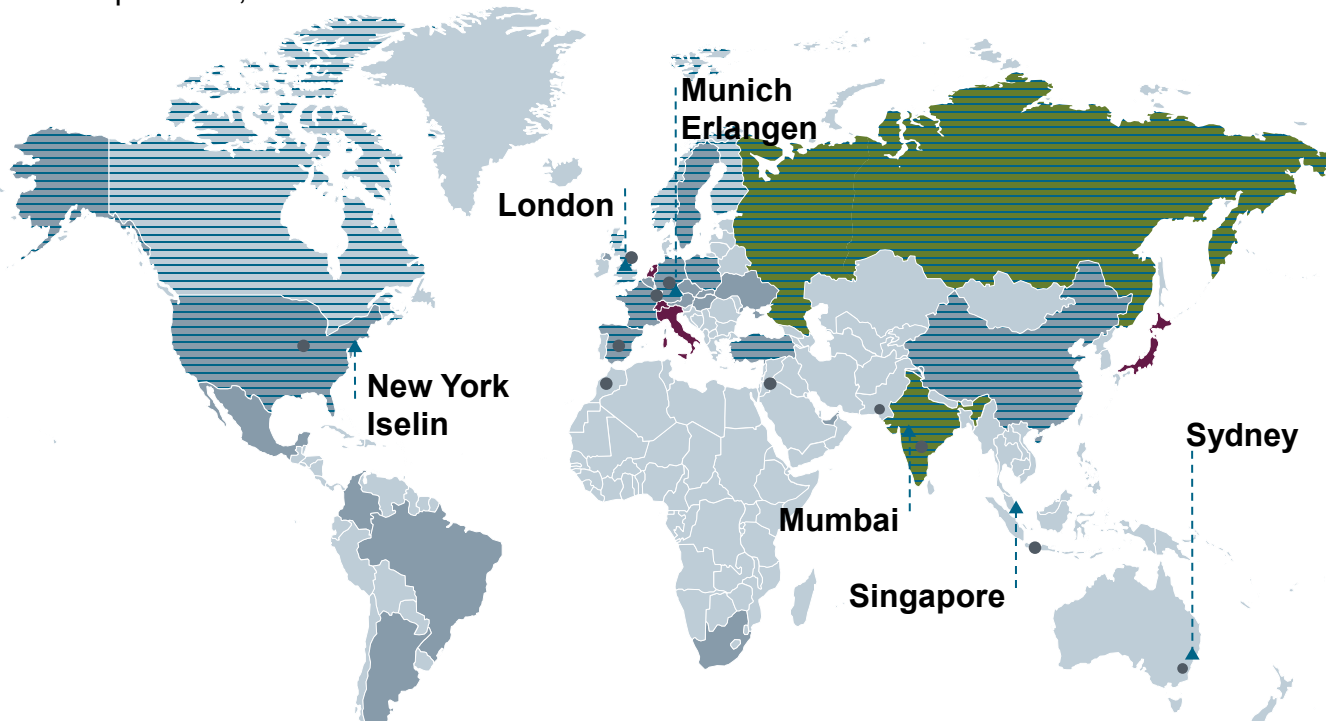 Munich
Erlangen
London
New York
Iselin
Sydney
Mumbai
Singapore